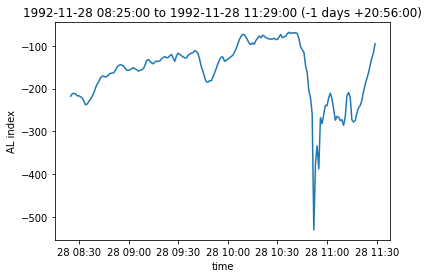 1992-11-28 08:25:00 to 1992-11-28 11:29:00 (-1 days +20:56:00)
−100
−200
−300
−400
−500
AL index
28 08:30 28 09:00 28 09:30 28 10:00 28 10:30 28 11:00 28 11:30
time